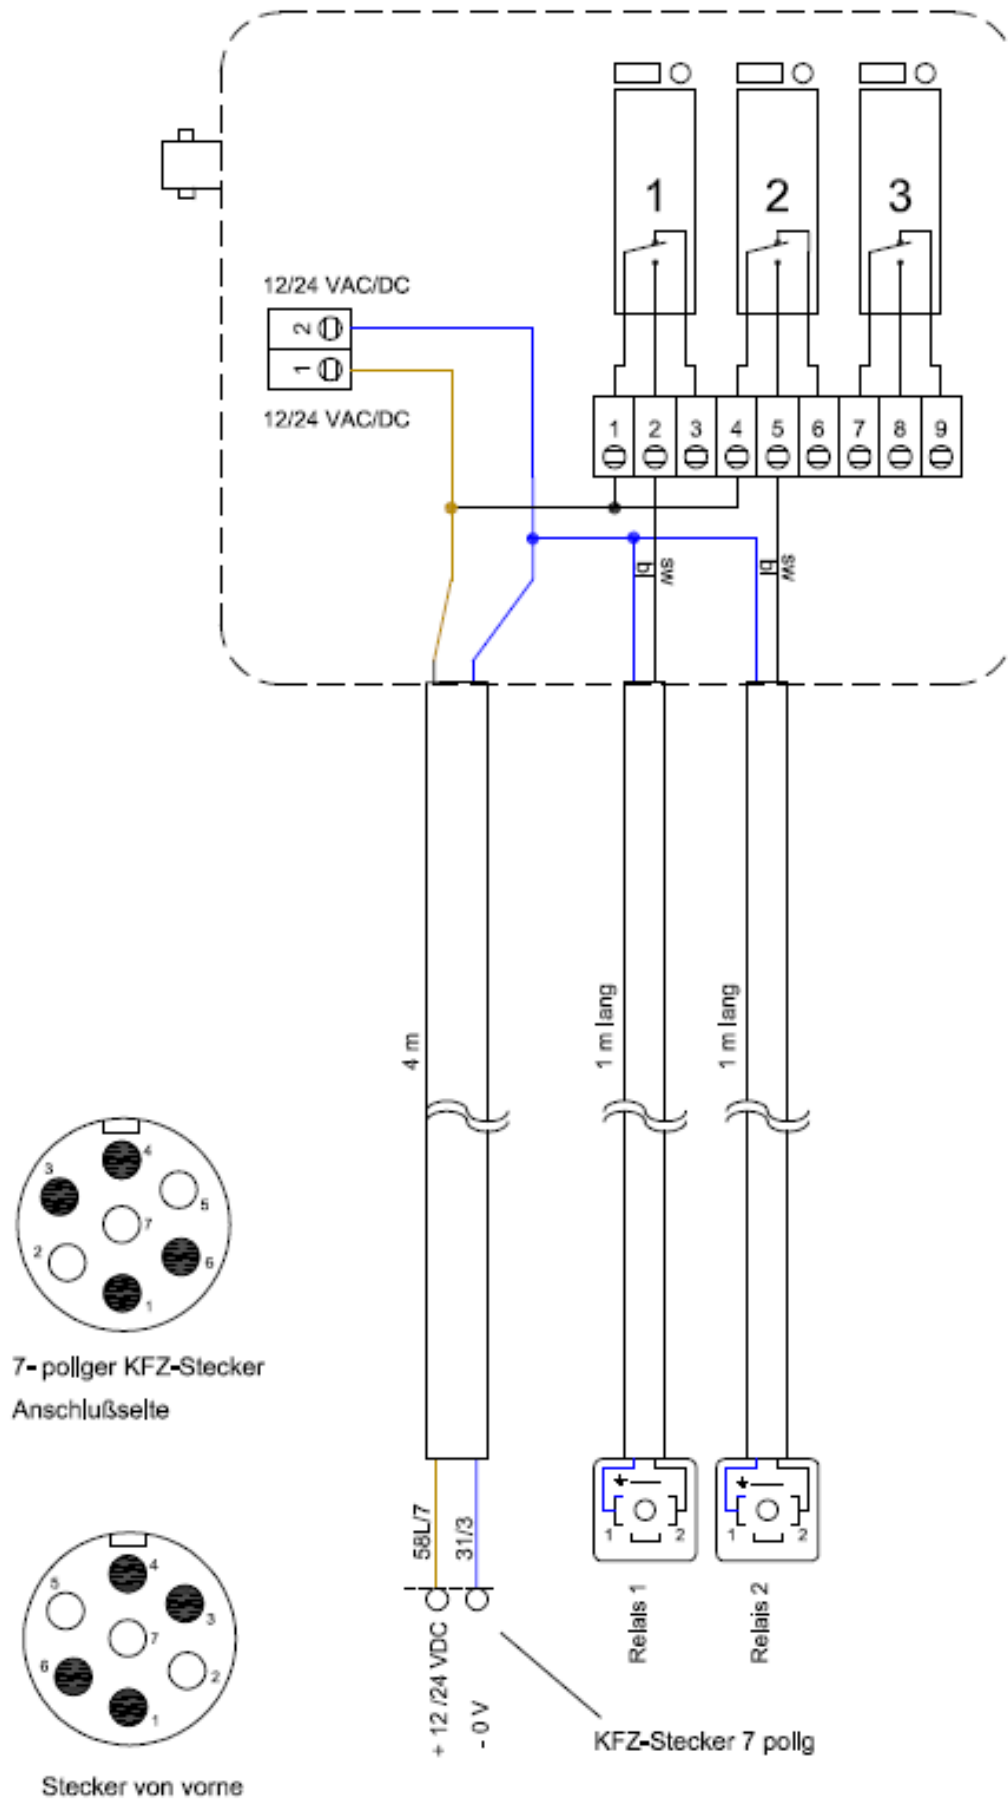 1 2 3
12/24 VAC/DC
2
1
12/24 VAC/DC
1 2 3 4 5 6 7 8 9
bl
sw
bl
sw
4 m
1 m lang
1 m lang
4
3
5
7
2
6
1
7- poliger KFZ-Stecker
Anschlußseite
58L/7
31/3
1 2
1 2
Relais 1
Relais 2
+ 12 /24 VDC
- 0 V
KFZ-Stecker 7 polig
4
5
3
7
6
2
1
Stecker von vorne